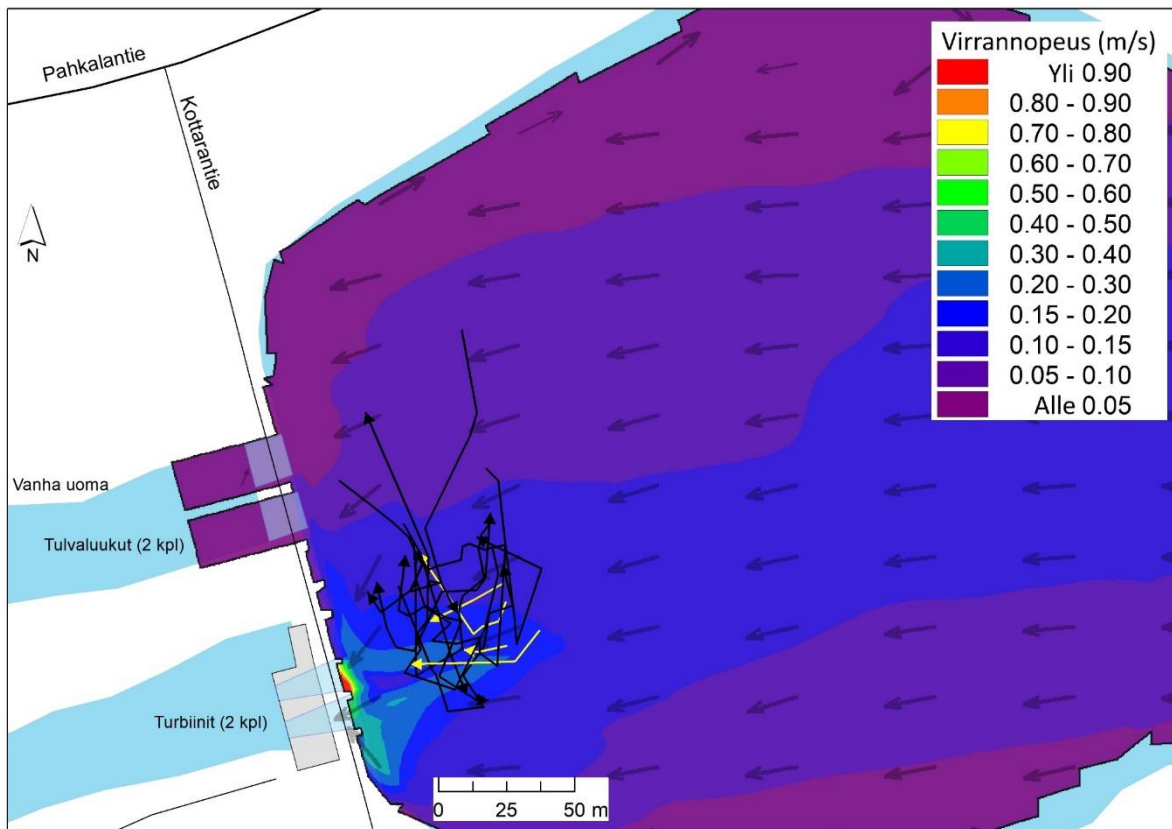 Pahkalantie
Kottarantie
N
Vanha uoma
Tulvaluukut (2 kpl)
Turbiinit (2 kpl)
0 25 50 m
Virrannopeus (m/s)
Yli 0.90
0.80 - 0.90
0.70 - 0.80
0.60 - 0.70
0.50 - 0.60
0.40 - 0.50
0.30 - 0.40
0.20 - 0.30
0.15 - 0.20
0.10 - 0.15
0.05 - 0.10
Alle 0.05